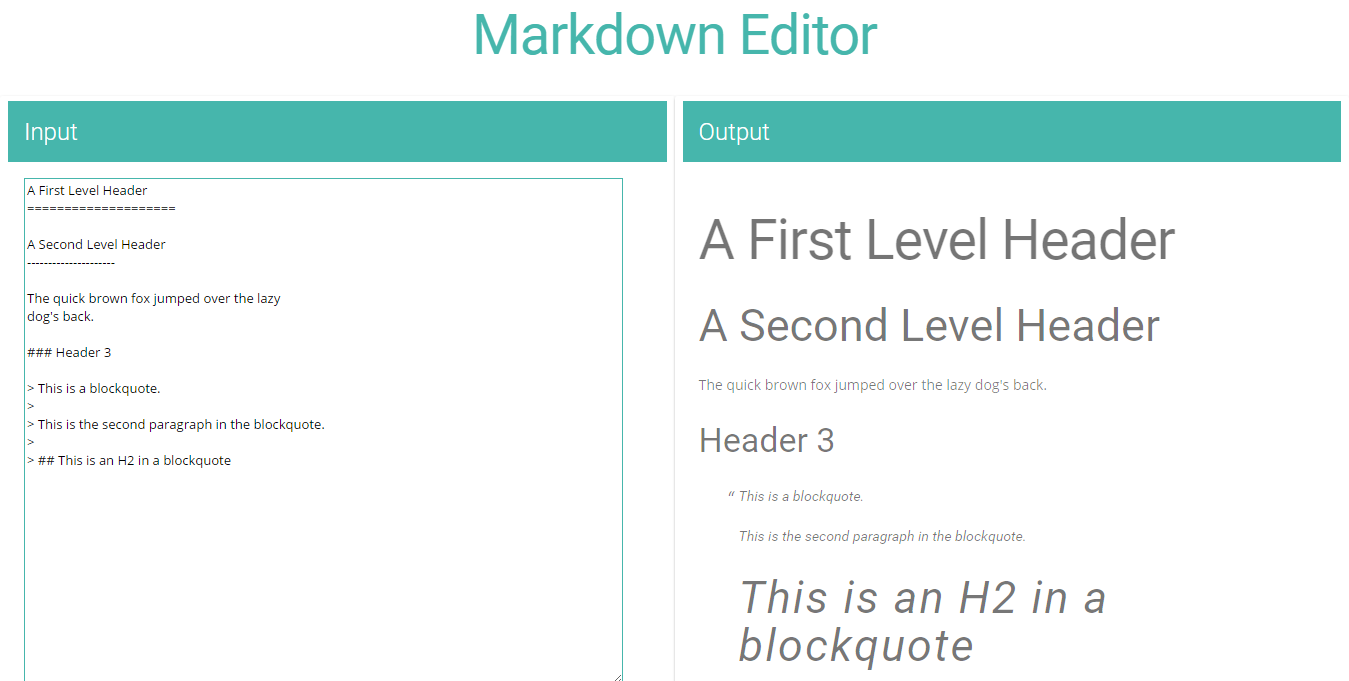 Markdown Editor
Input
A First Level Header
====================
A Second Level Header
---------------------
The quick brown fox jumped over the lazy
dog's back.
### Header 3
> This is a blockquote.
>
> This is the second paragraph in the blockquote.
>
> ## This is an H2 in a blockquote
Output
A First Level Header
A Second Level Header
The quick brown fox jumped over the lazy dog's back.
Header 3
“ This is a blockquote.
This is the second paragraph in the blockquote.
This is an H2 in a
blockquote